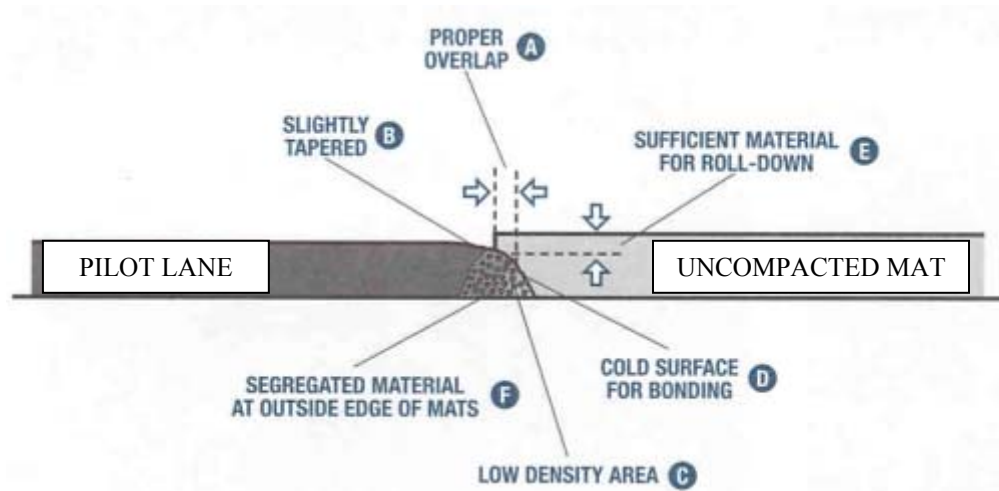 PROPER
OVERLAP A
SLIGHTLY
TAPERED B
SUFFICIENT MATERIAL
FOR ROLL-DOWN E
PILOT LANE
UNCOMPACTED MAT
SEGREGATED MATERIAL
AT OUTSIDE EDGE OF MATS F
COLD SURFACE
FOR BONDING D
LOW DENSITY AREA C